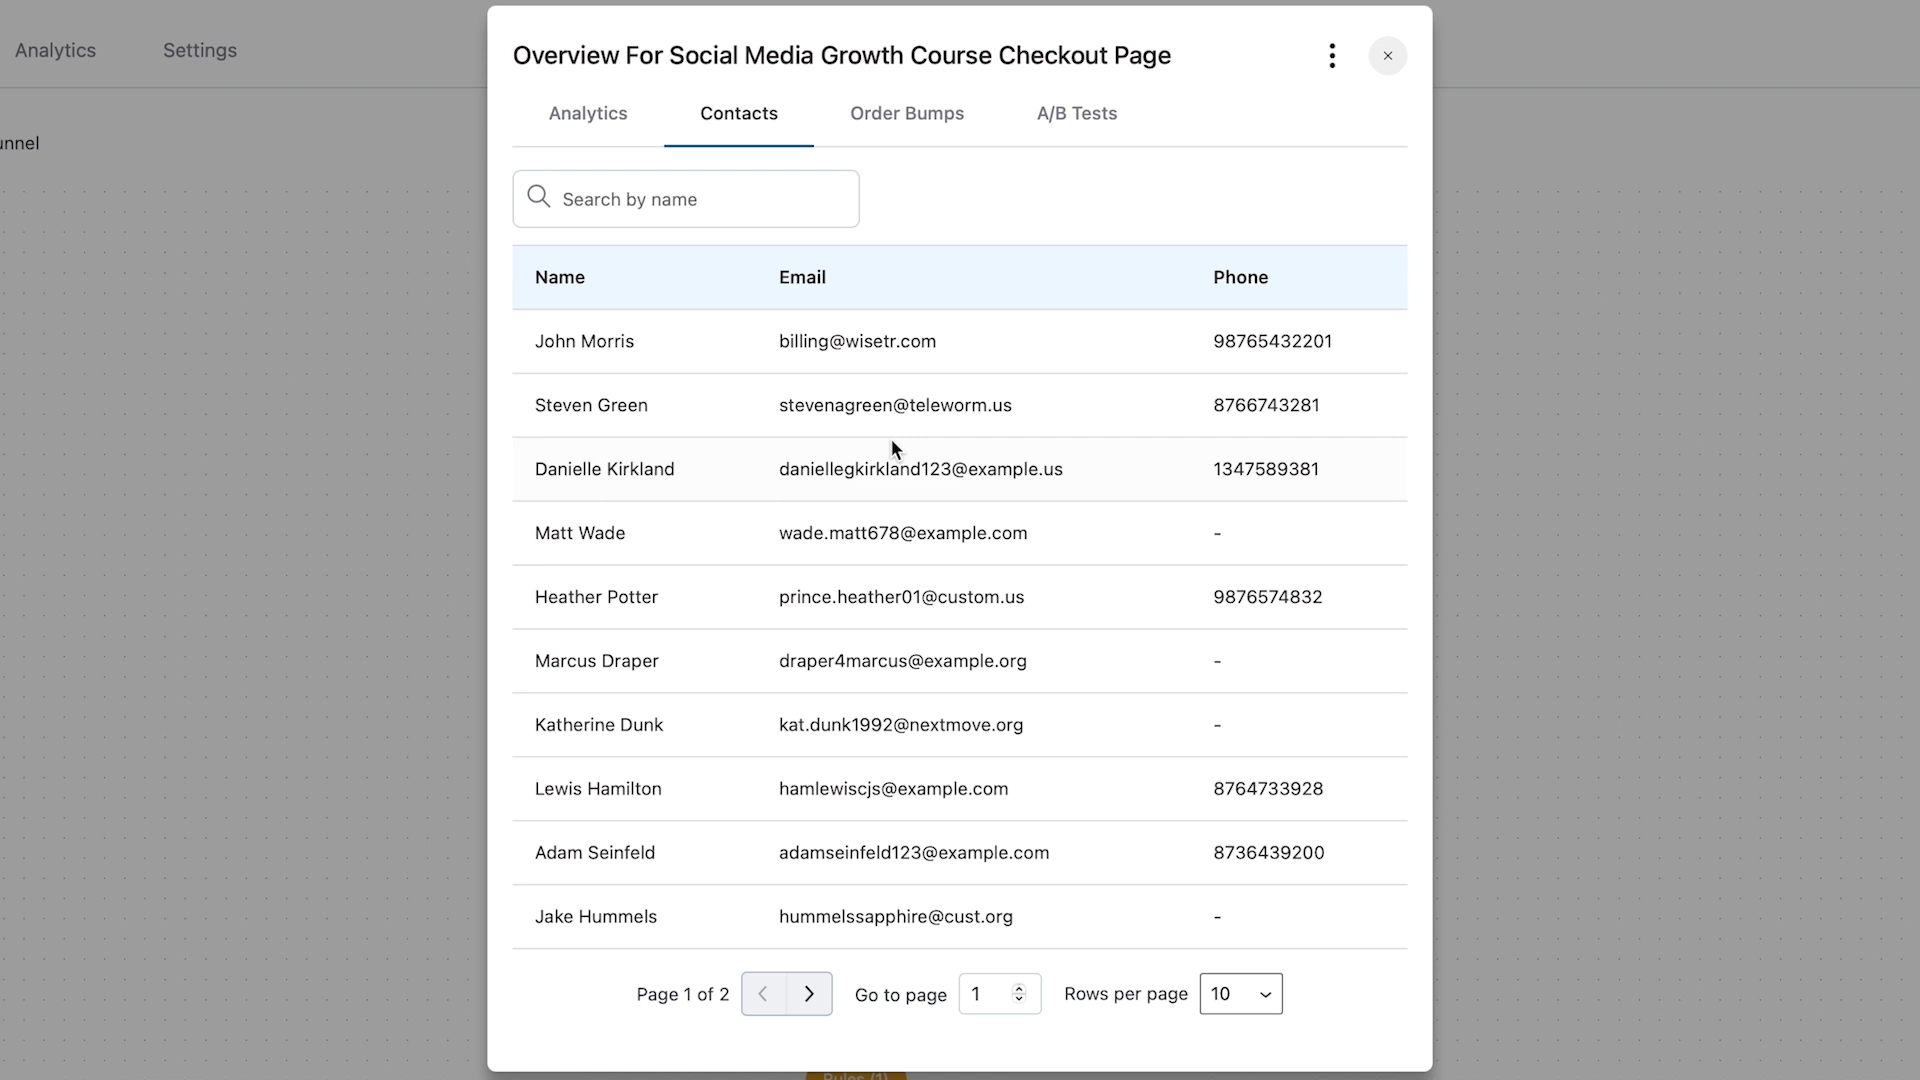 Analytics Settings
unnel
Overview For Social Media Growth Course Checkout Page
Analytics Contacts Order Bumps A/B Tests
Search by name
Name Email Phone
John Morris billing@wisetr.com 98765432201
Steven Green stevenagreen@teleworm.us 8766743281
Danielle Kirkland daniellegkirkland123@example.us 1347589381
Matt Wade wade.matt678@example.com -
Heather Potter prince.heather01@custom.us 9876574832
Marcus Draper draper4marcus@example.org -
Katherine Dunk kat.dunk1992@nextmove.org -
Lewis Hamilton hamlewiscjs@example.com 8764733928
Adam Seinfeld adamseinfeld123@example.com 8736439200
Jake Hummels hummelssapphire@cust.org -
Page 1 of 2 Go to page 1 Rows per page 10
Rules (1)